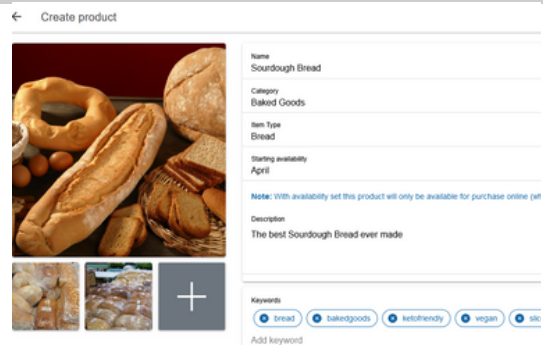 Create product
Name
Sourdough Bread
Category
Baked Goods
Item Type
Bread
Starting availability
April
Note: With availability set this product will only be available for purchase online
Description
The best Sourdough Bread ever made
Keywords
bread bakedgoods ketofriendly vegan
Add keyword